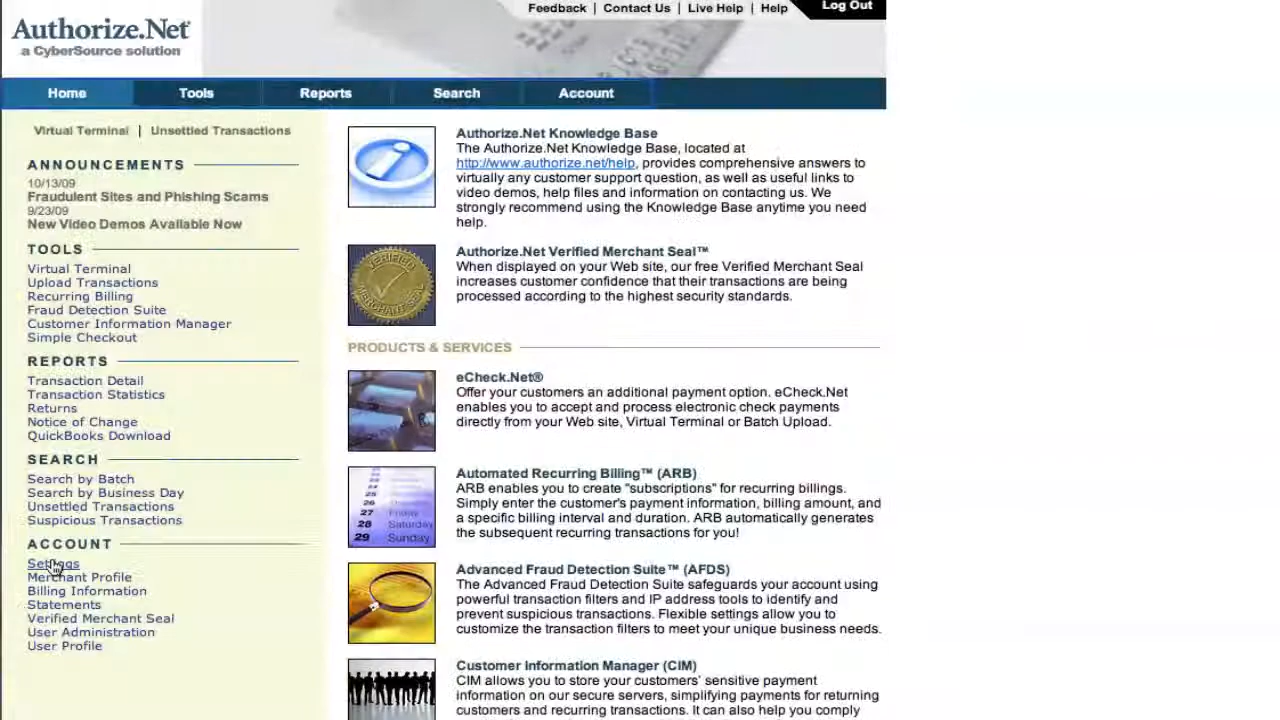 Feedback | Contact Us | Live Help | Help
Log Out
Authorize.Net
a CyberSource solution
Home
Tools
Reports
Search
Account
Virtual Terminal | Unsettled Transactions
ANNOUNCEMENTS
10/13/09
Fraudulent Sites and Phishing Scams
9/23/09
New Video Demos Available Now
TOOLS
Virtual Terminal
Upload Transactions
Recurring Billing
Fraud Detection Suite
Customer Information Manager
Simple Checkout
REPORTS
Transaction Detail
Transaction Statistics
Returns
Notice of Change
QuickBooks Download
SEARCH
Search by Batch
Search by Business Day
Unsettled Transactions
Suspicious Transactions
ACCOUNT
Settings
Merchant Profile
Billing Information
Statements
Verified Merchant Seal
User Administration
User Profile
Authorize.Net Knowledge Base
The Authorize.Net Knowledge Base, located at
http://www.authorize.net/help, provides comprehensive answers to
virtually any customer support question, as well as useful links to
video demos, help files and information on contacting us. We
strongly recommend using the Knowledge Base anytime you need
help.
VERIFIED
MERCHANT SEAL
Authorize.Net Verified Merchant Seal™
When displayed on your Web site, our free Verified Merchant Seal
increases customer confidence that their transactions are being
processed according to the highest security standards.
PRODUCTS & SERVICES
eCheck.Net®
Offer your customers an additional payment option. eCheck.Net
enables you to accept and process electronic check payments
directly from your Web site, Virtual Terminal or Batch Upload.
25
26
27 Friday
28 Saturday
29 Sunday
Automated Recurring Billing™ (ARB)
ARB enables you to create "subscriptions" for recurring billings.
Simply enter the customer's payment information, billing amount, and
a specific billing interval and duration. ARB automatically generates
the subsequent recurring transactions for you!
Advanced Fraud Detection Suite™ (AFDS)
The Advanced Fraud Detection Suite safeguards your account using
powerful transaction filters and IP address tools to identify and
prevent suspicious transactions. Flexible settings allow you to
customize the transaction filters to meet your unique business needs.
Customer Information Manager (CIM)
CIM allows you to store your customers' sensitive payment
information on our secure servers, simplifying payments for returning
customers and recurring transactions. It can also help you comply